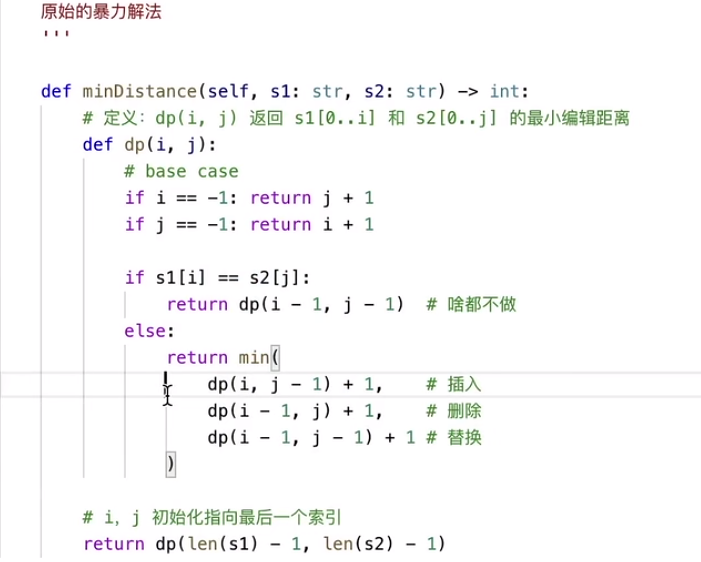 原始的暴力解法
'''
def minDistance(self, s1: str, s2: str) -> int:
    # 定义：dp(i, j) 返回 s1[0..i] 和 s2[0..j] 的最小编辑距离
    def dp(i, j):
        # base case
        if i == -1: return j + 1
        if j == -1: return i + 1
        if s1[i] == s2[j]:
            return dp(i - 1, j - 1)  # 啥都不做
        else:
            return min(
                dp(i, j - 1) + 1,    # 插入
                dp(i - 1, j) + 1,    # 删除
                dp(i - 1, j - 1) + 1 # 替换
            )
    # i, j 初始化指向最后一个索引
    return dp(len(s1) - 1, len(s2) - 1)